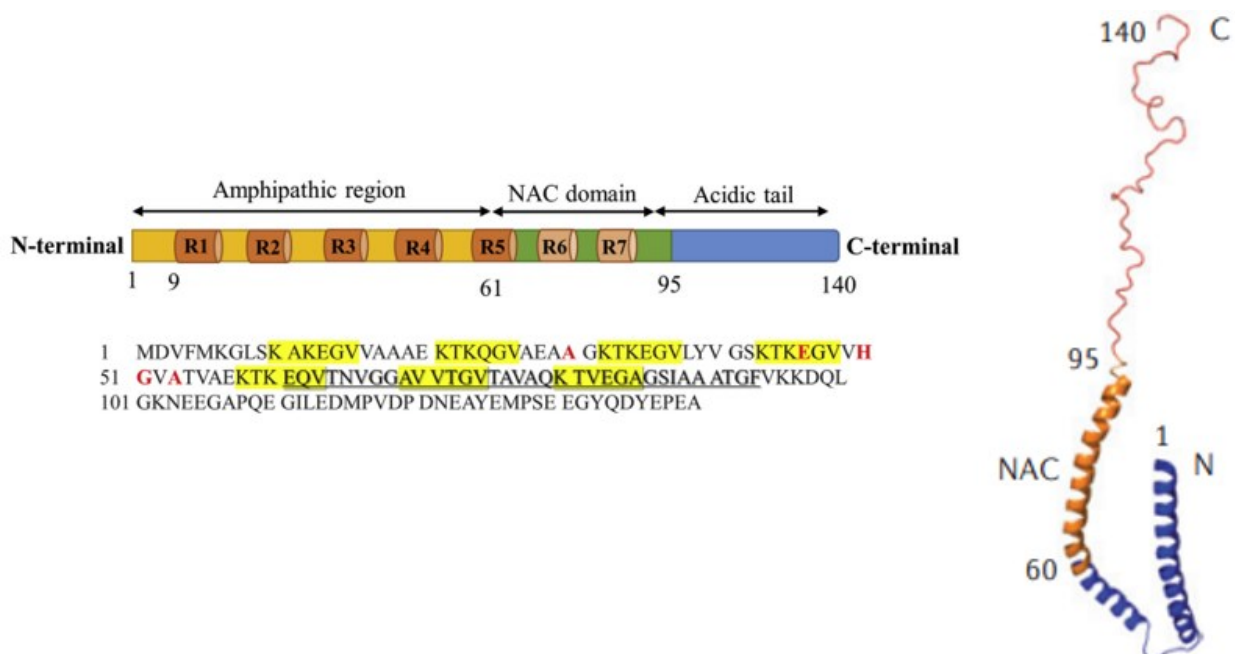 140 C
Amphipathic region NAC domain Acidic tail
N-terminal R1 R2 R3 R4 R5 R6 R7 C-terminal
1 9 61 95 140
1 MDVFMKGLSK AKEGVVAAAE KTKQGVAEAA GKTKEGVLYV GSKTKEGVVH
51 GVATVAEKTK EQVTNVGGAV VTGVTAVAQK TVEGAGSIAA ATGFVKKDQL
101 GKNEEGAPQE GILEDMPVDP DNEAYEMPSE EGYQDYEPEA
95
1
NAC N
60